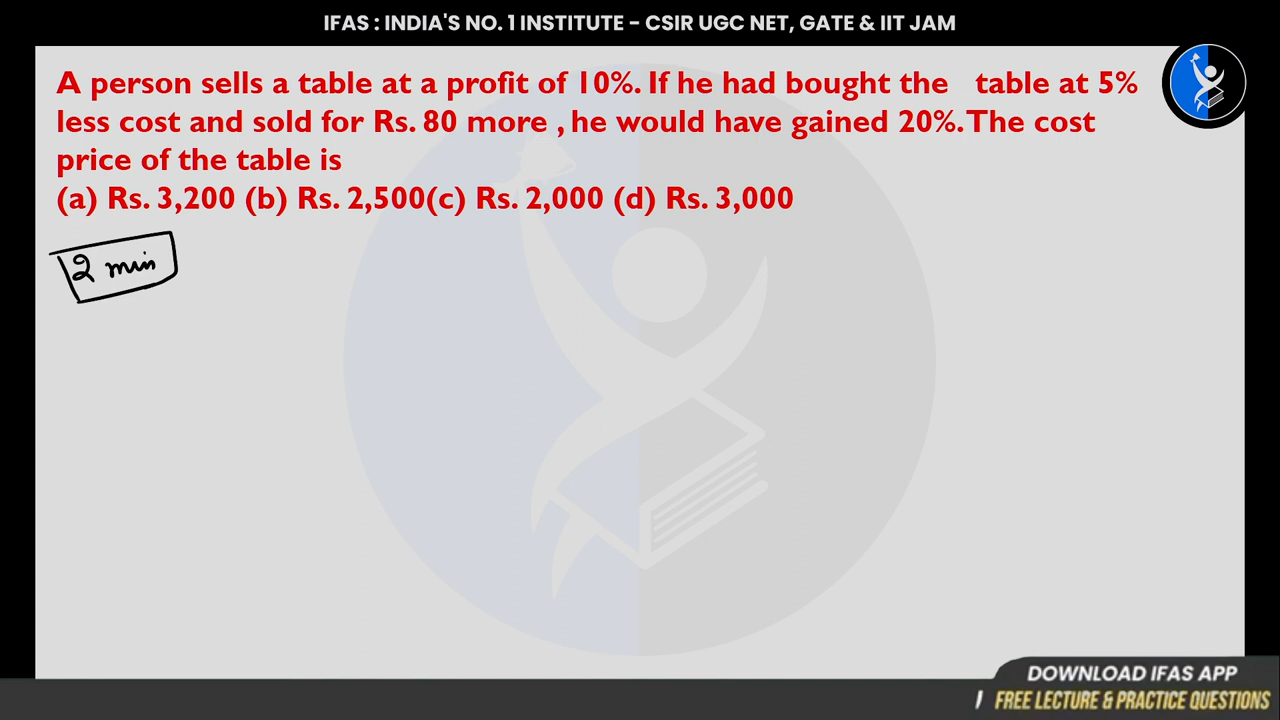 IFAS : INDIA'S NO. 1 INSTITUTE – CSIR UGC NET, GATE & IIT JAM
A person sells a table at a profit of 10%. If he had bought the table at 5%
less cost and sold for Rs. 80 more , he would have gained 20%. The cost
price of the table is
(a) Rs. 3,200 (b) Rs. 2,500(c) Rs. 2,000 (d) Rs. 3,000
2 min
DOWNLOAD IFAS APP
FREE LECTURE & PRACTICE QUESTIONS